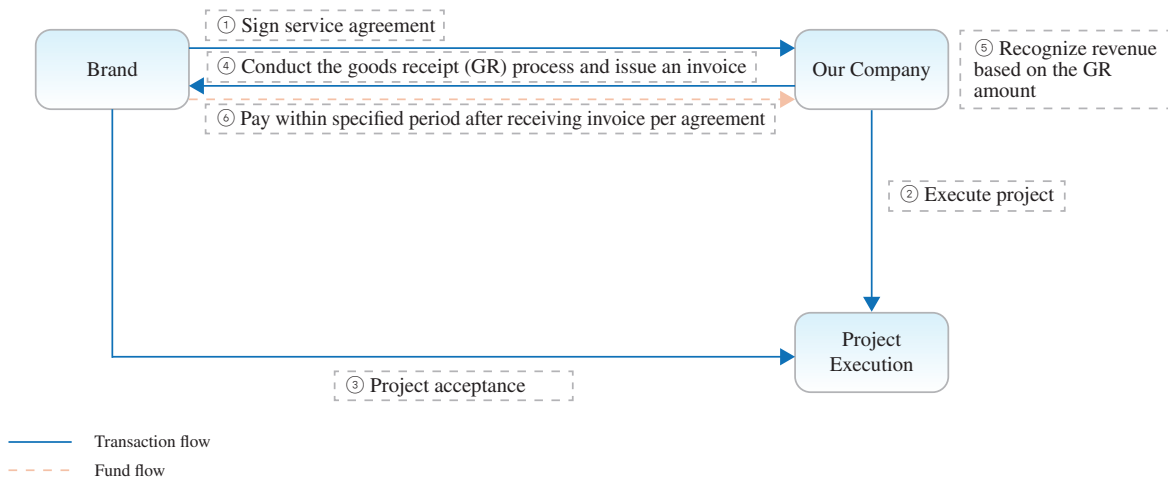 ① Sign service agreement
Brand
④ Conduct the goods receipt (GR) process and issue an invoice
Our Company
⑤ Recognize revenue
based on the GR
amount
⑥ Pay within specified period after receiving invoice per agreement
② Execute project
Project
Execution
③ Project acceptance
Transaction flow
Fund flow